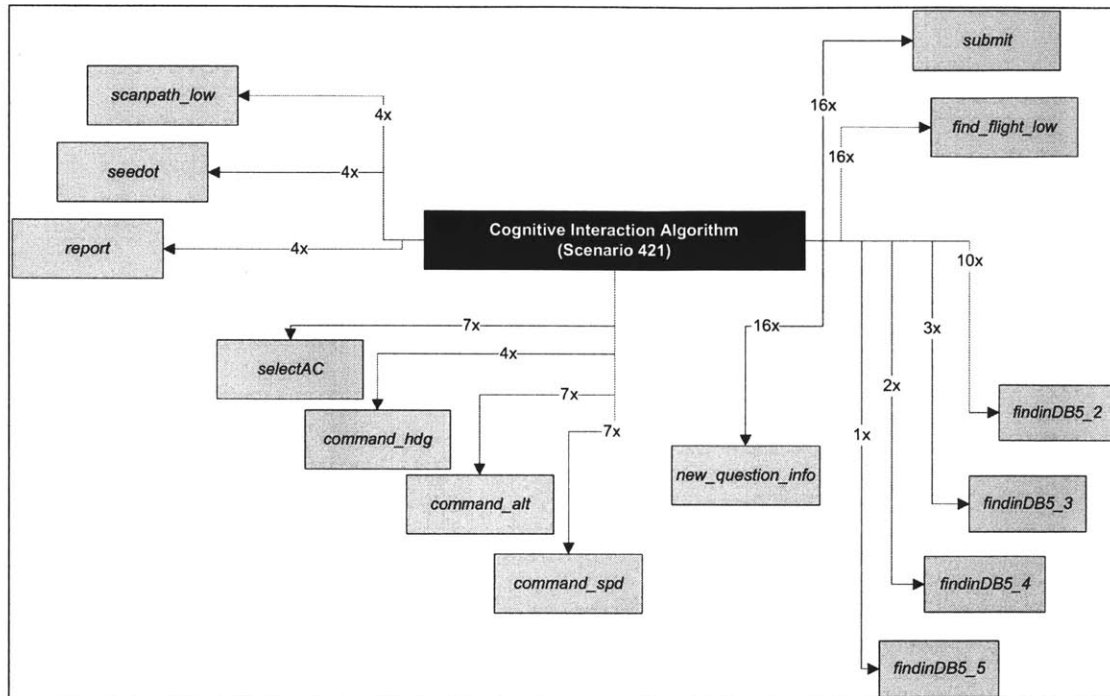 submit
scanpath_low
4x
16x
find_flight_low
seedot
4x
16x
report
4x
Cognitive Interaction Algorithm
(Scenario 421)
10x
7x
16x
3x
selectAC
4x
2x
command_hdg
7x
findinDB5_2
7x
1x
new_question_info
command_alt
findinDB5_3
command_spd
findinDB5_4
findinDB5_5